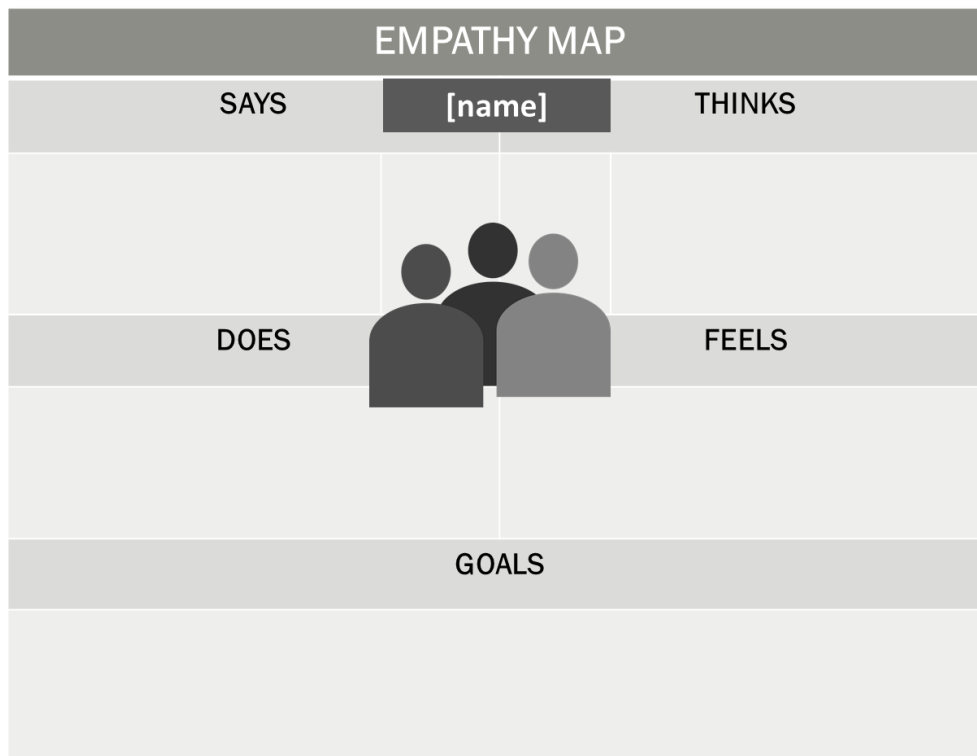 EMPATHY MAP
SAYS
[name]
THINKS
DOES
FEELS
GOALS